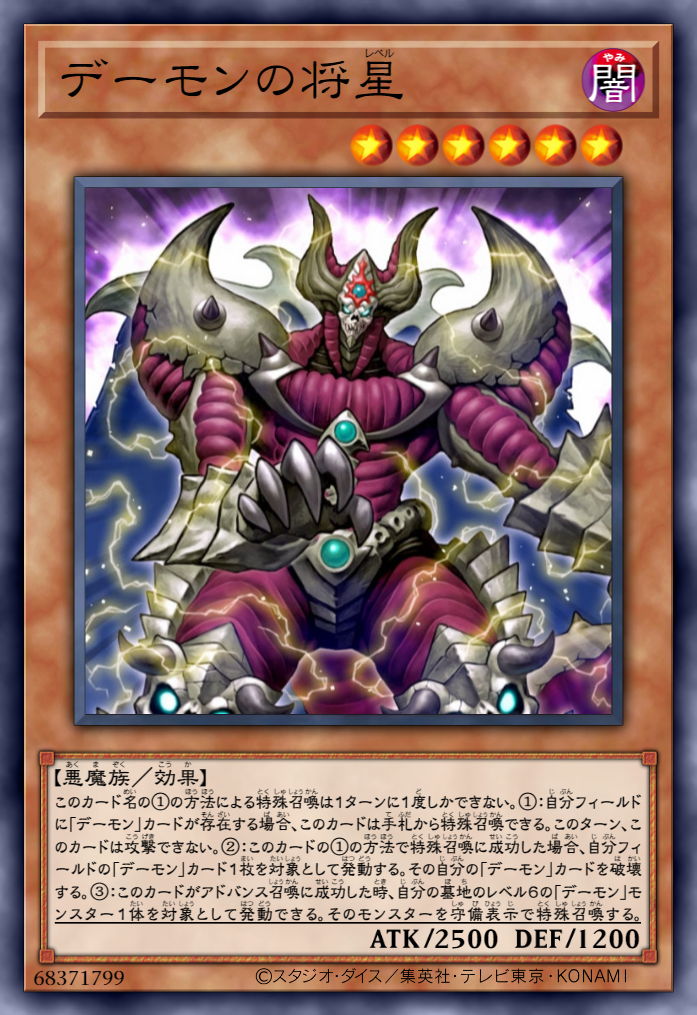 デーモンの将星
闇
【悪魔族／効果】
このカード名の①の方法による特殊召喚は1ターンに1度しかできない。①：自分フィールド
に「デーモン」カードが存在する場合、このカードは手札から特殊召喚できる。このターン、こ
のカードは攻撃できない。②：このカードの①の方法で特殊召喚に成功した場合、自分フィ
ールドの「デーモン」カード1枚を対象として発動する。その自分の「デーモン」カードを破壊
する。③：このカードがアドバンス召喚に成功した時、自分の墓地のレベル6の「デーモン」モ
ンスター1体を対象として発動できる。そのモンスターを守備表示で特殊召喚する。
ATK/2500 DEF/1200
68371799 ©スタジオ・ダイス／集英社・テレビ東京・KONAMI